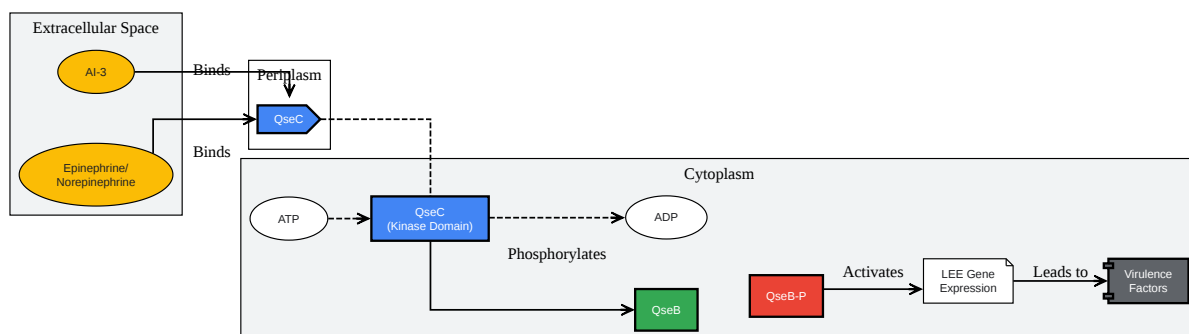 Extracellular Space
AI-3
Binds
Periplasm
QseC
Epinephrine/
Norepinephrine
Binds
Cytoplasm
ATP
QseC
(Kinase Domain)
ADP
Phosphorylates
QseB
QseB-P
Activates
LEE Gene
Expression
Leads to
Virulence
Factors